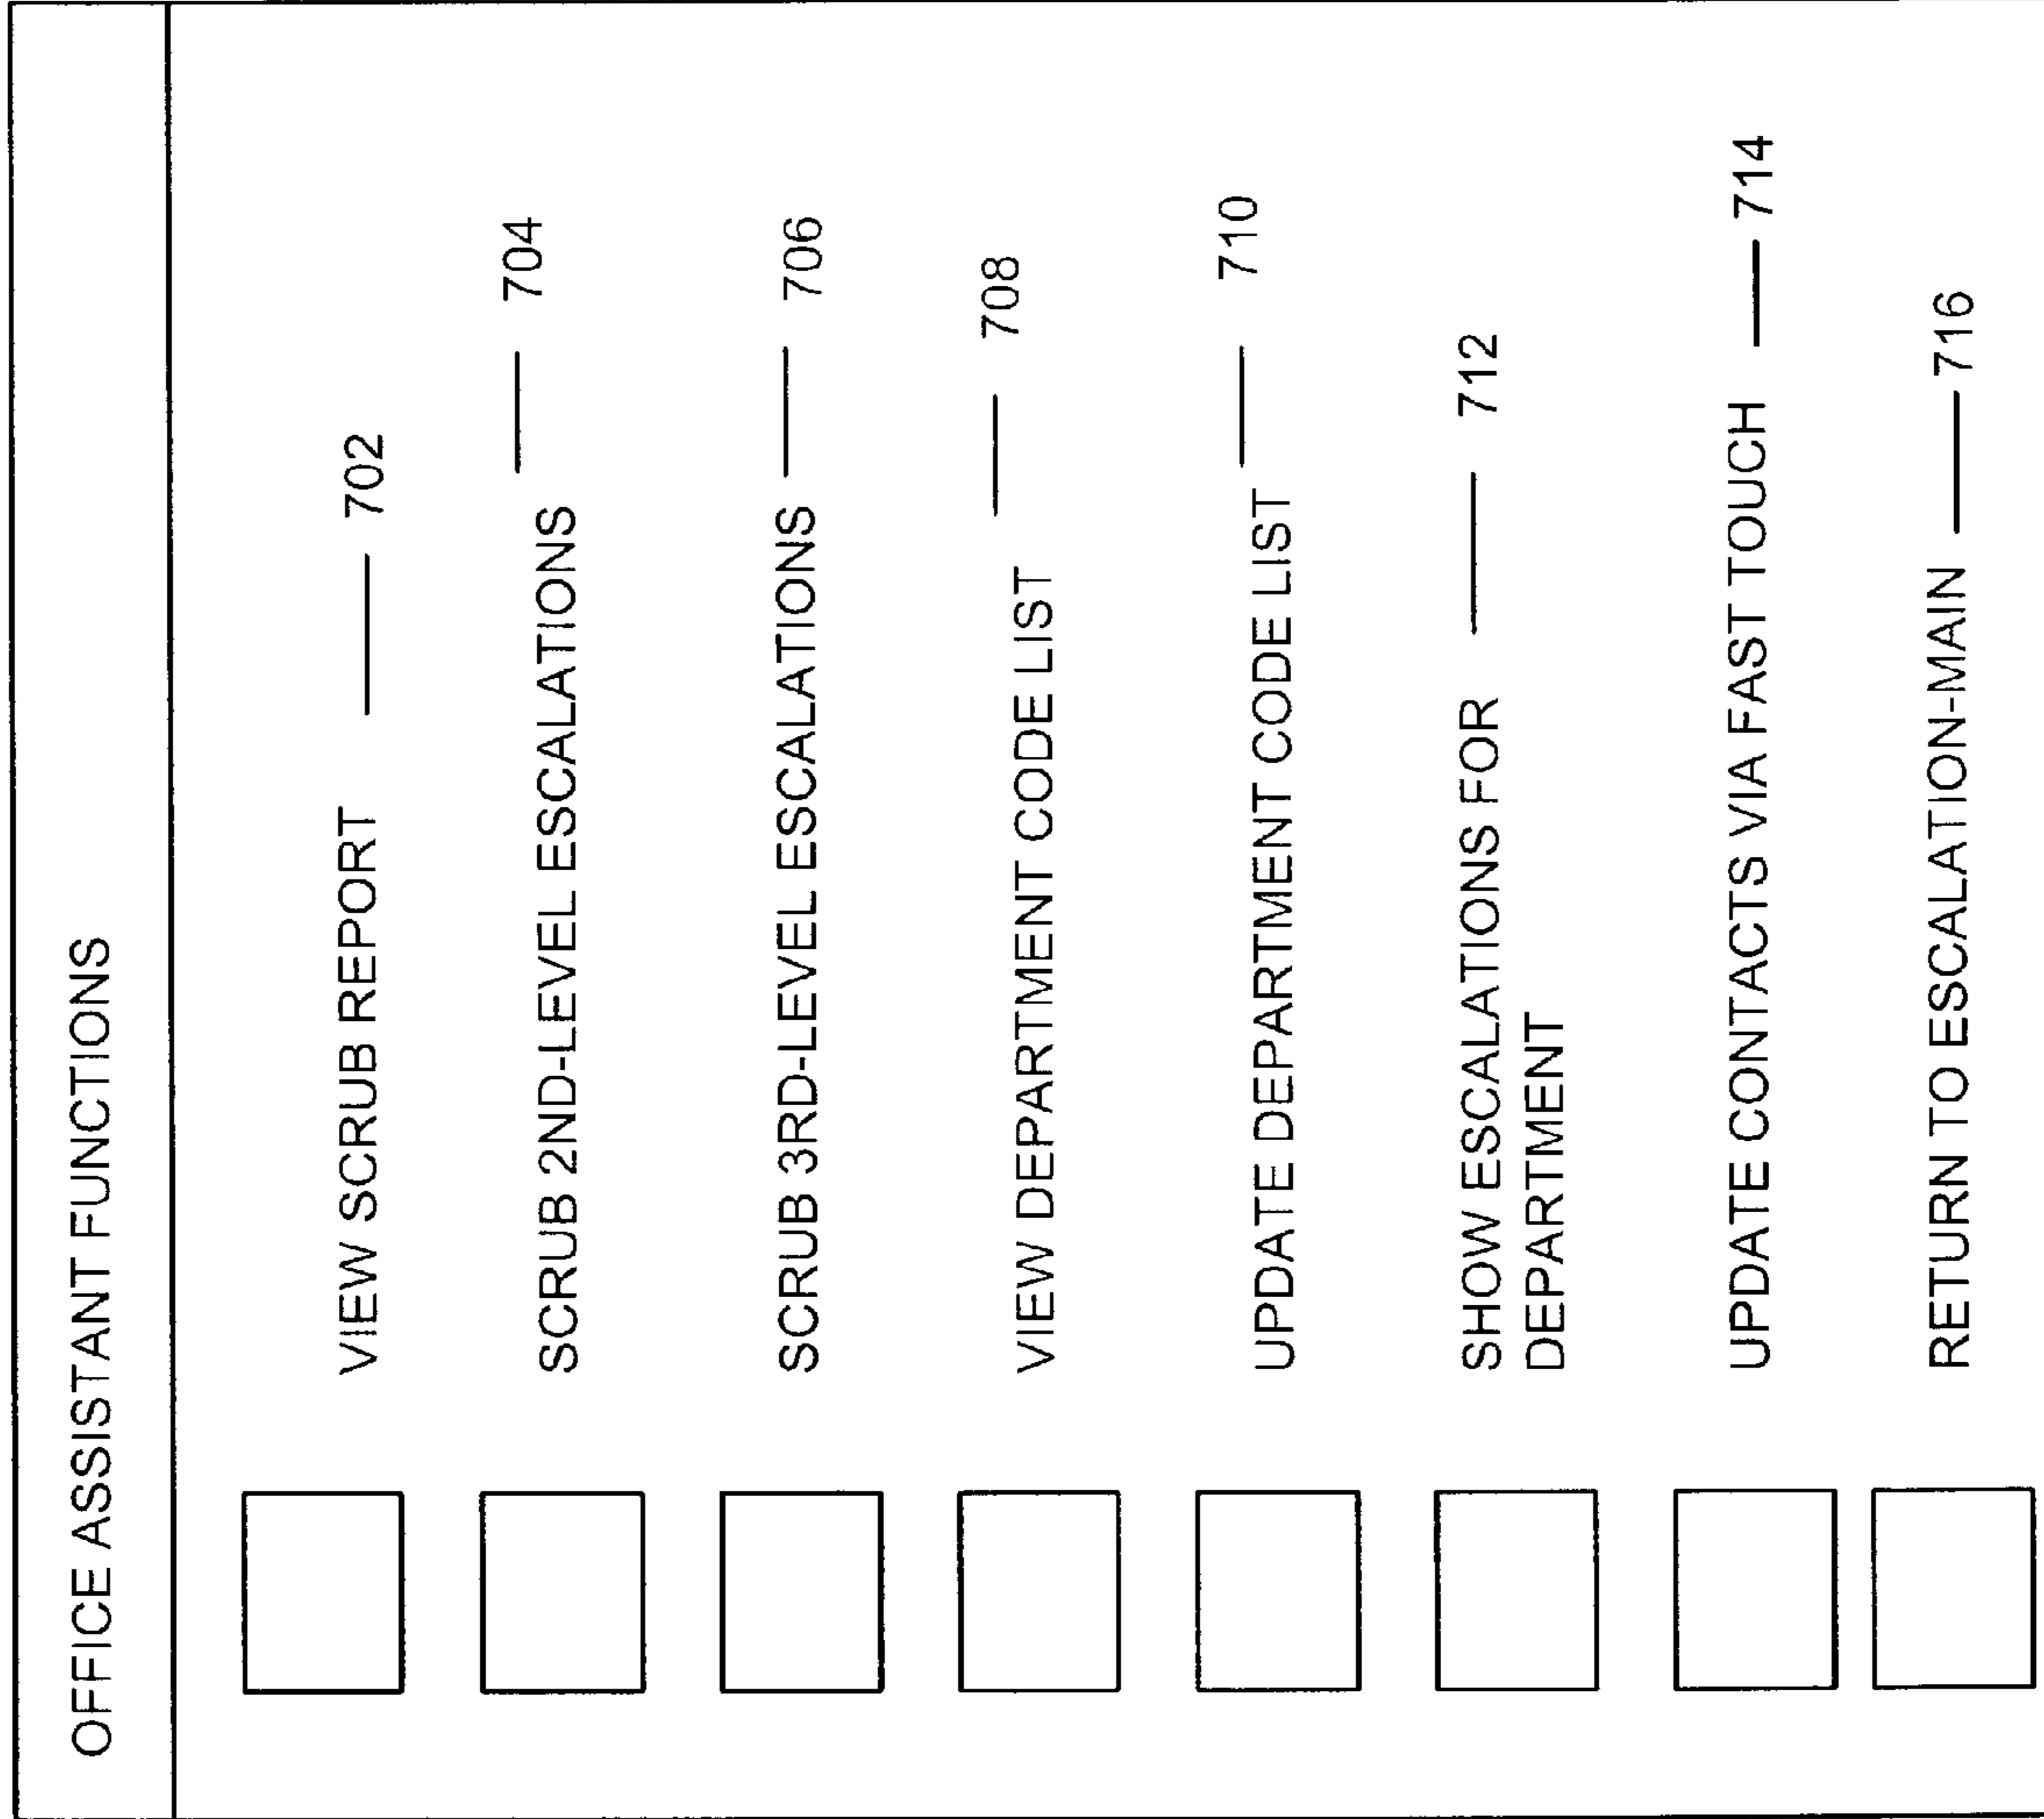 OFFICE ASSISTANT FUNCTIONS
VIEW SCRUB REPORT 702
SCRUB 2ND-LEVEL ESCALATIONS 704
SCRUB 3RD-LEVEL ESCALATIONS 706
VIEW DEPARTMENT CODE LIST 708
UPDATE DEPARTMENT CODE LIST 710
SHOW ESCALATIONS FOR 712
DEPARTMENT
UPDATE CONTACTS VIA FAST TOUCH 714
RETURN TO ESCALATION-MAIN 716